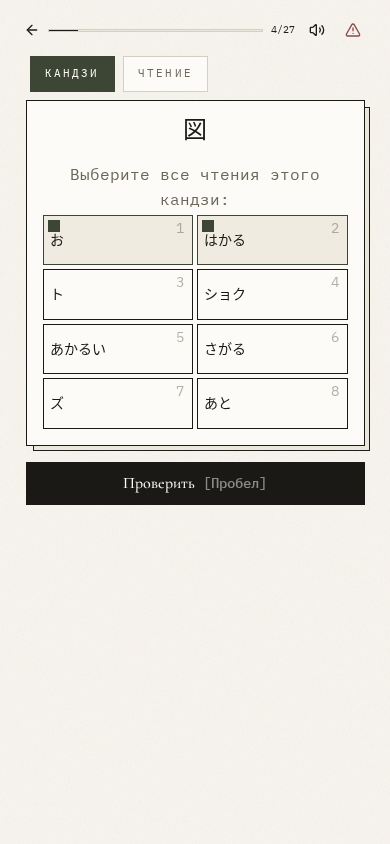 4/27
КАНДЗИ ЧТЕНИЕ
図
Выберите все чтения этого
кандзи:
お 1
はかる 2
ト 3
ショク 4
あかるい 5
さがる 6
ズ 7
あと 8
Проверить [Пробел]